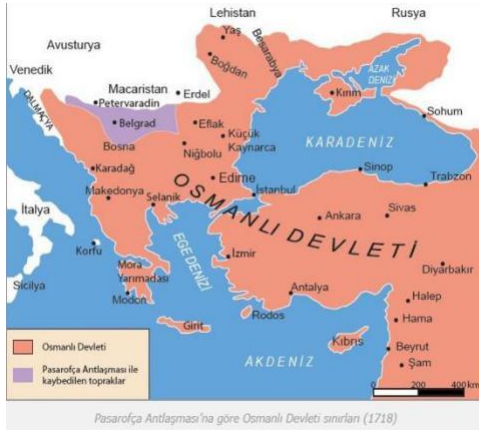 Lehistan
Rusya
Yaş
Avusturya
Besarabya
Boğdan
AZAK
DENİZİ
Venedik
Macaristan
Erdel
Petervaradin
Kırım
DALMAÇYA
Belgrad
Eflak
Sohum
Bosna
Küçük
Kaynarca
KARADENİZ
Niğbolu
Karadağ
Edirne
Sinop
Trabzon
Makedonya
Selanik
İstanbul
OSMANLI DEVLETİ
İtalya
Ankara
Sivas
Korfu
EGE DENİZİ
İzmir
Diyarbakır
Mora
Yarımadası
Sicilya
Modon
Antalya
Halep
Rodos
Hama
Girit
Kıbrıs
Osmanlı Devleti
AKDENİZ
Beyrut
Pasarofça Antlaşması ile
kaybedilen topraklar
Şam
0 200 400 km
Pasarofça Antlaşması'na göre Osmanlı Devleti sınırları (1718)